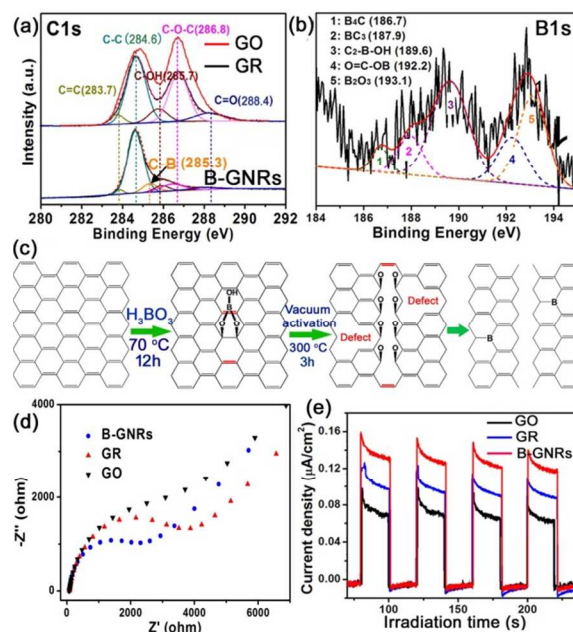 (a)
C1s
C-C (284.6)
C-O-C(286.8)
GO
GR
C=C(283.7)
C-OH(285.7)
C=O(288.4)
C-B(285.3)
B-GNRs
Intensity (a.u.)
280 282 284 286 288 290 292
Binding Energy (eV)
(b)
B1s
1: B₄C (186.7)
2: BC₃ (187.9)
3: C₂-B-OH(189.6)
4: O=C-OB (192.2)
5: B₂O₃ (193.1)
1
2
3
4
5
184 186 188 190 192 194 196
Binding Energy (eV)
(c)
H₃BO₃
70 °C
12h
OH
B
O O
Vacuum
activation
300 °C
3h
O O
O O
O O
O O
Defect
Defect
B
B
(d)
B-GNRs
GR
GO
-Z'' (ohm)
4000
2000
0
0 2000 4000 6000
Z' (ohm)
(e)
GO
GR
B-GNRs
Current density (μA/cm²)
0.16
0.12
0.08
0.04
0.00
100 150 200
Irradiation time (s)